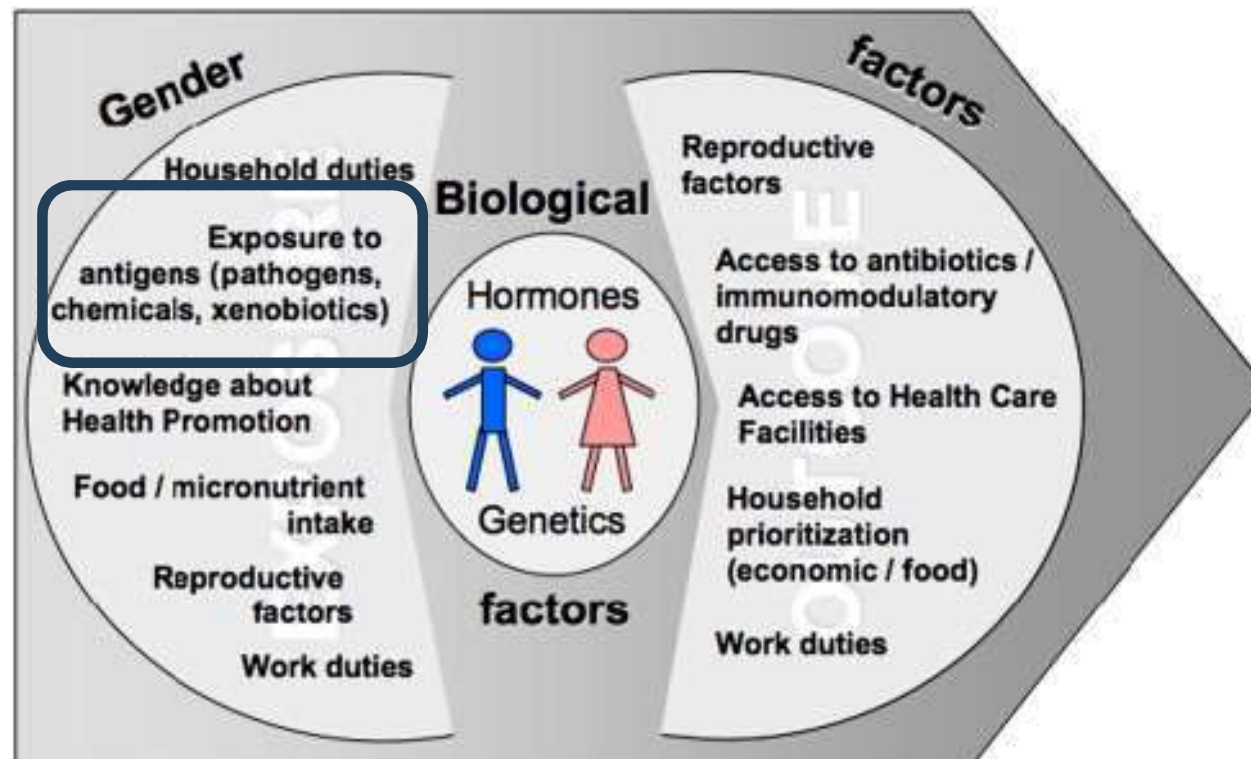 Gender
Household duties
Exposure to
antigens (pathogens,
chemicals, xenobiotics)
Knowledge about
Health Promotion
Food / micronutrient
intake
Reproductive
factors
Work duties
EXPOSURE
Biological
Hormones
Genetics
factors
factors
Reproductive
factors
Access to antibiotics /
immunomodulatory
drugs
Access to Health Care
Facilities
Household
prioritization
(economic / food)
Work duties
OUTCOME